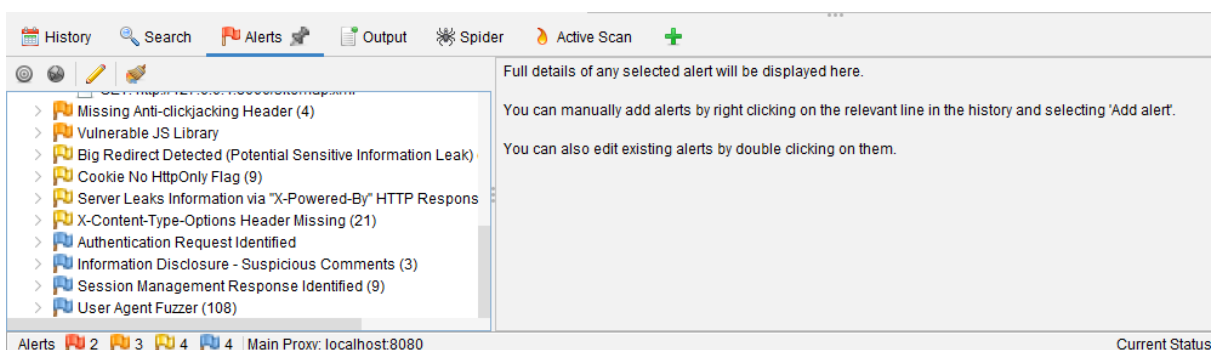 History Search Alerts Output Spider Active Scan
Full details of any selected alert will be displayed here.
You can manually add alerts by right clicking on the relevant line in the history and selecting 'Add alert'.
You can also edit existing alerts by double clicking on them.
Missing Anti-clickjacking Header (4)
Vulnerable JS Library
Big Redirect Detected (Potential Sensitive Information Leak)
Cookie No HttpOnly Flag (9)
Server Leaks Information via "X-Powered-By" HTTP Respons
X-Content-Type-Options Header Missing (21)
Authentication Request Identified
Information Disclosure - Suspicious Comments (3)
Session Management Response Identified (9)
User Agent Fuzzer (108)
Alerts 2 3 4 4 Main Proxy: localhost:8080
Current Status